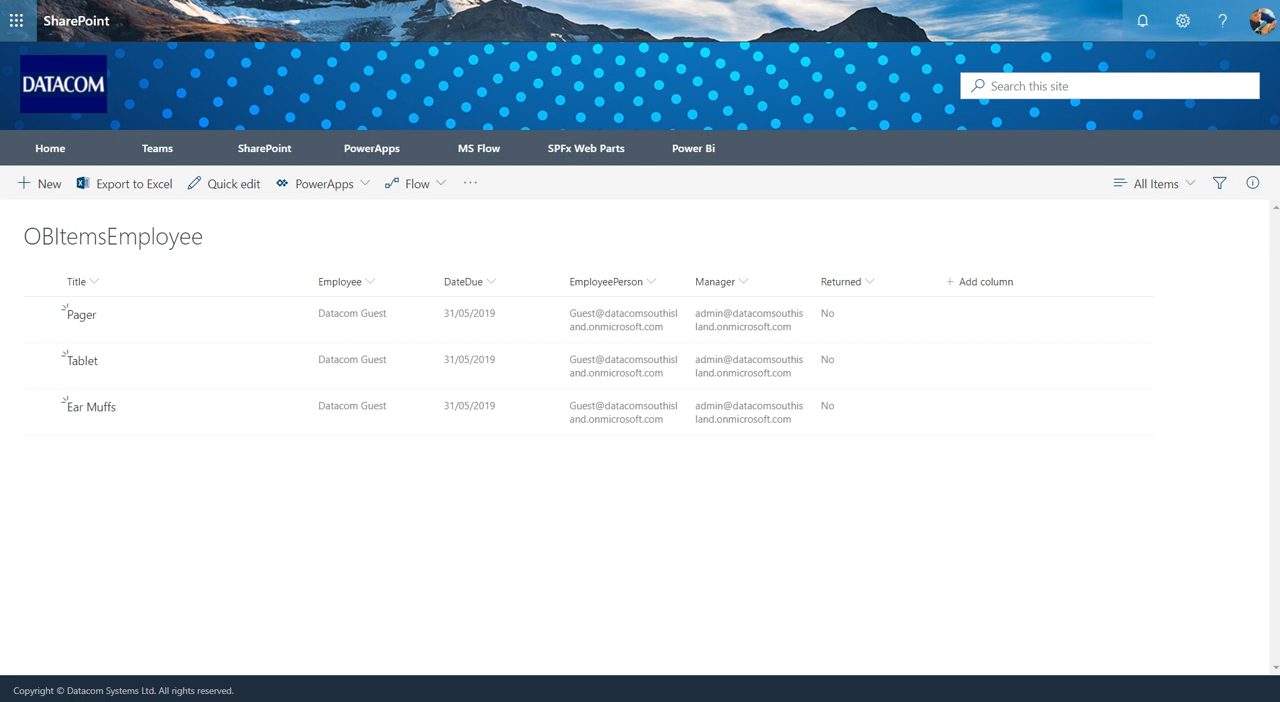 SharePoint
DATACOM
Search this site
Home Teams SharePoint PowerApps MS Flow SPFx Web Parts Power Bi
New Export to Excel Quick edit PowerApps Flow ··· All Items
OBItemsEmployee
Title Employee DateDue EmployeePerson Manager Returned + Add column
Pager Datacom Guest 31/05/2019 Guest@datacomsouthisl admin@datacomsouthis No
and.onmicrosoft.com land.onmicrosoft.com
Tablet Datacom Guest 31/05/2019 Guest@datacomsouthisl admin@datacomsouthis No
and.onmicrosoft.com land.onmicrosoft.com
Ear Muffs Datacom Guest 31/05/2019 Guest@datacomsouthisl admin@datacomsouthis No
and.onmicrosoft.com land.onmicrosoft.com
Copyright © Datacom Systems Ltd. All rights reserved.